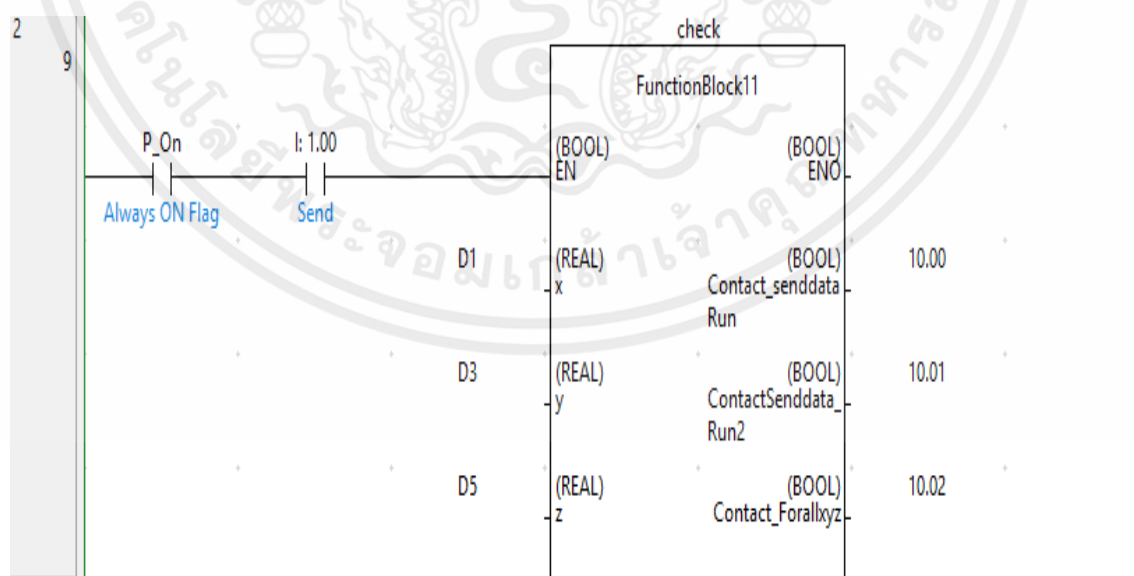 2
check
9
FunctionBlock11
P_On
I: 1.00
(BOOL)
EN
(BOOL)
ENO
Always ON Flag
Send
D1
(REAL)
x
(BOOL)
Contact_senddata
Run
10.00
D3
(REAL)
y
(BOOL)
ContactSenddata_
Run2
10.01
D5
(REAL)
z
(BOOL)
Contact_Forallxyz
10.02